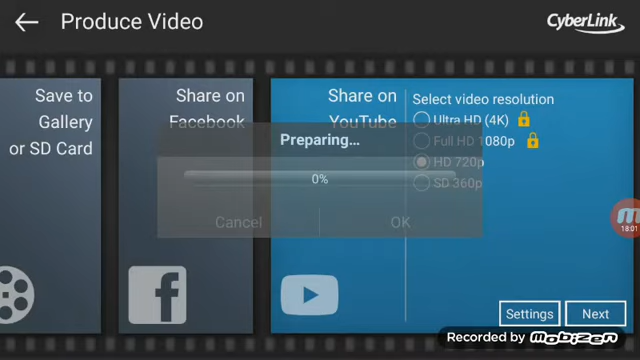 Produce Video
CyberLink
Save to
Gallery
or SD Card
Share on
Facebook
Share on
YouTube
Select video resolution
Ultra HD (4K)
Full HD 1080p
HD 720p
SD 360p
Preparing...
0%
Cancel
OK
18:01
Settings
Next
Recorded by
MOBIZEN